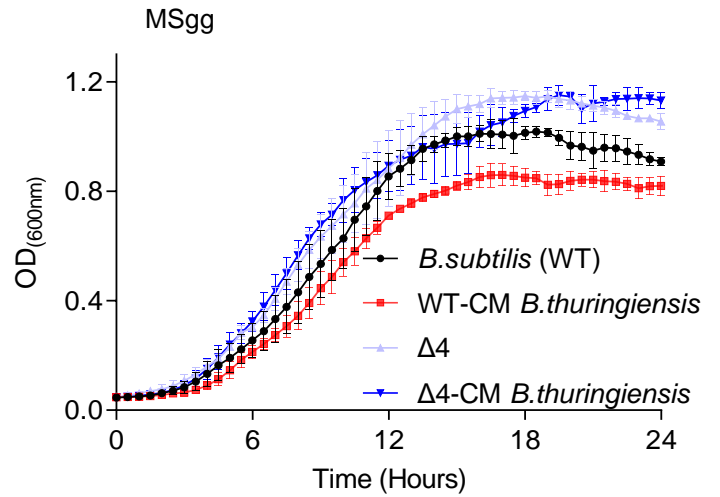 MSgg
1.2
0.8
0.4
0.0
OD(600nm)
B.subtilis (WT)
WT-CM B.thuringiensis
Δ4
Δ4-CM B.thuringiensis
0 6 12 18 24
Time (Hours)